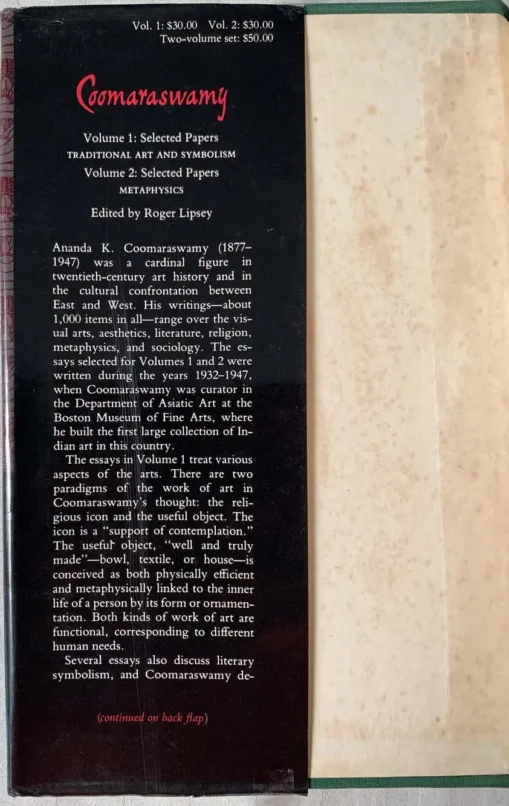 Vol. 1: $30.00 Vol. 2: $30.00
Two-volume set: $50.00
Coomaraswamy
Volume 1: Selected Papers
TRADITIONAL ART AND SYMBOLISM
Volume 2: Selected Papers
METAPHYSICS
Edited by Roger Lipsey
Ananda K. Coomaraswamy (1877–
1947) was a cardinal figure in
twentieth-century art history and in
the cultural confrontation between
East and West. His writings—about
1,000 items in all—range over the vis-
ual arts, aesthetics, literature, religion,
metaphysics, and sociology. The es-
says selected for Volumes 1 and 2 were
written during the years 1932–1947,
when Coomaraswamy was curator in
the Department of Asiatic Art at the
Boston Museum of Fine Arts, where
he built the first large collection of In-
dian art in this country.
The essays in Volume 1 treat various
aspects of the arts. There are two
paradigms of the work of art in
Coomaraswamy's thought: the reli-
gious icon and the useful object. The
icon is a "support of contemplation."
The useful object, "well and truly
made"—bowl, textile, or house—is
conceived as both physically efficient
and metaphysically linked to the inner
life of a person by its form or ornamen-
tation. Both kinds of work of art are
functional, corresponding to different
human needs.
Several essays also discuss literary
symbolism, and Coomaraswamy de-
(continued on back flap)